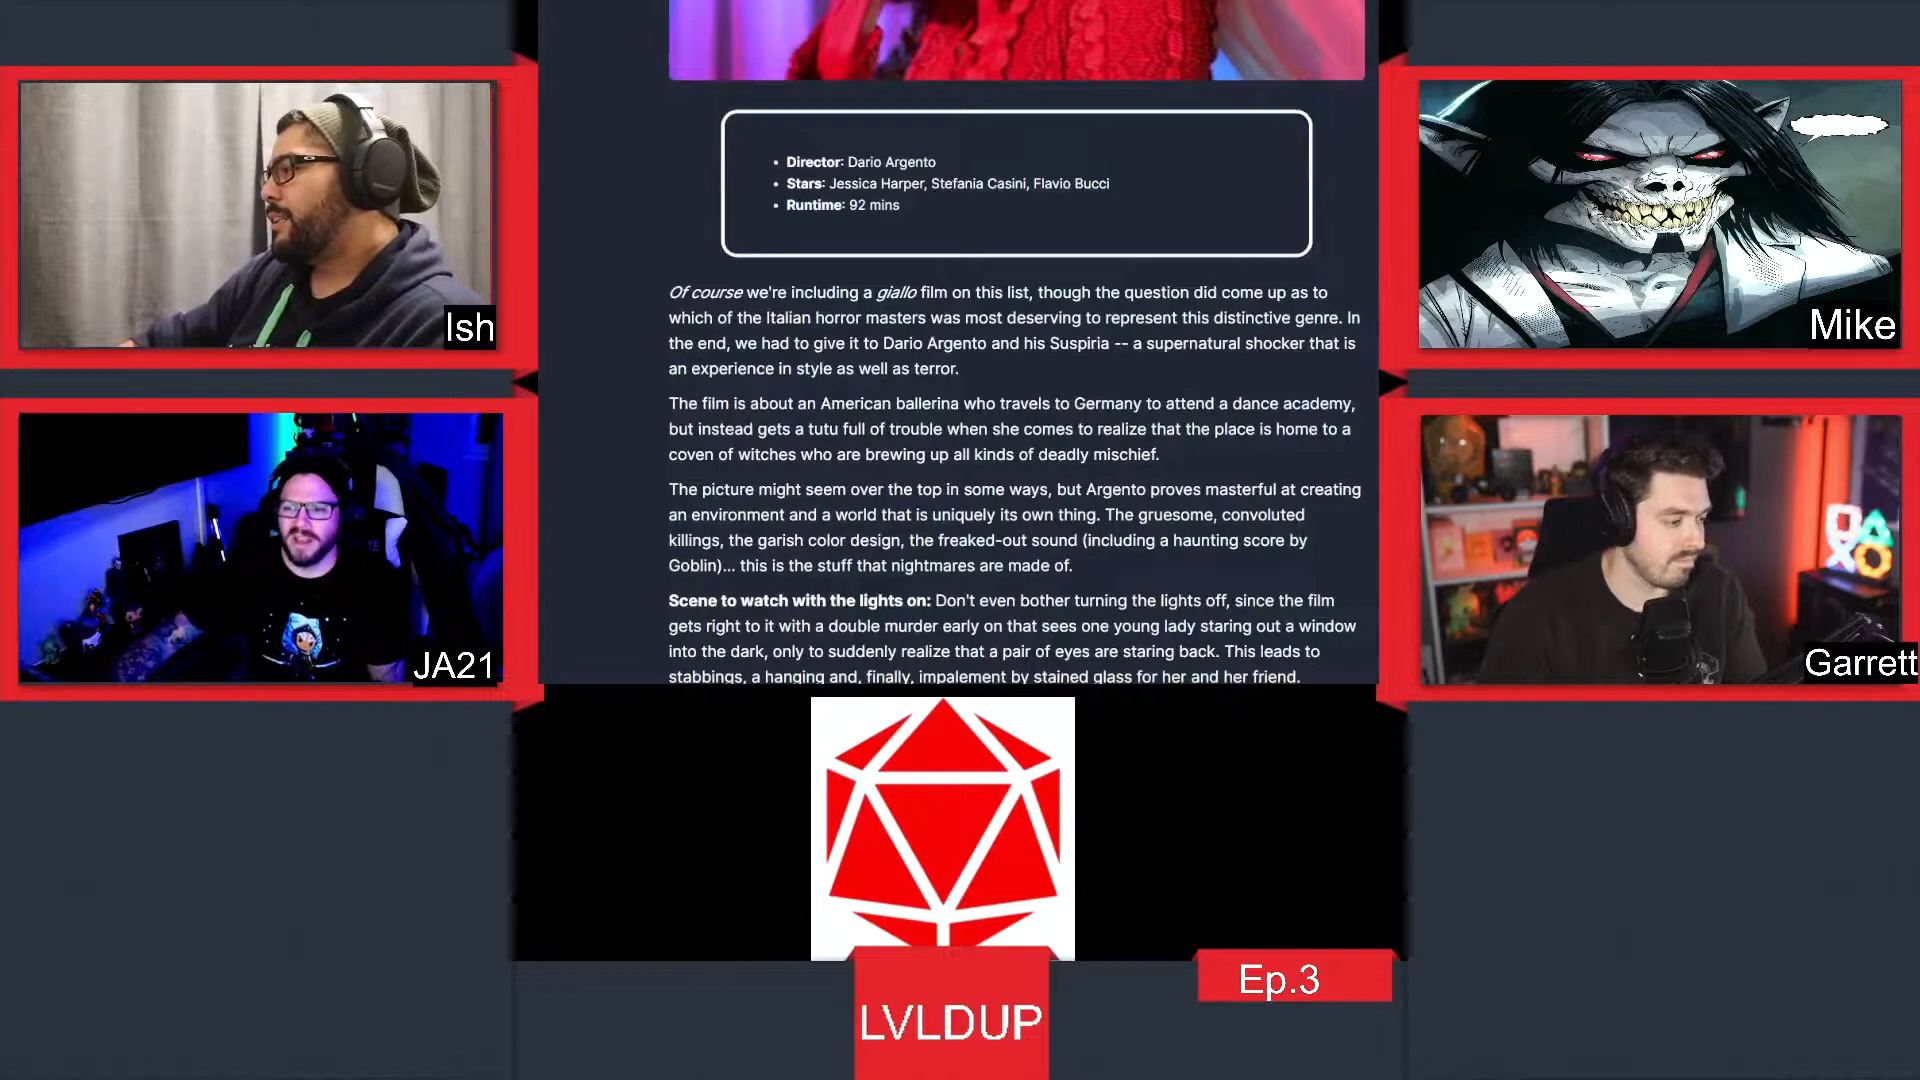 Director: Dario Argento
Stars: Jessica Harper, Stefania Casini, Flavio Bucci
Runtime: 92 mins
Of course we're including a giallo film on this list, though the question did come up as to
which of the Italian horror masters was most deserving to represent this distinctive genre. In
the end, we had to give it to Dario Argento and his Suspiria -- a supernatural shocker that is
an experience in style as well as terror.
The film is about an American ballerina who travels to Germany to attend a dance academy,
but instead gets a tutu full of trouble when she comes to realize that the place is home to a
coven of witches who are brewing up all kinds of deadly mischief.
The picture might seem over the top in some ways, but Argento proves masterful at creating
an environment and a world that is uniquely its own thing. The gruesome, convoluted
killings, the garish color design, the freaked-out sound (including a haunting score by
Goblin)... this is the stuff that nightmares are made of.
Scene to watch with the lights on: Don't even bother turning the lights off, since the film
gets right to it with a double murder early on that sees one young lady staring out a window
into the dark, only to suddenly realize that a pair of eyes are staring back. This leads to
stabbings, a hanging and, finally, impalement by stained glass for her and her friend.
Ish
JA21
Mike
Garrett
Ep.3
LVLDUP